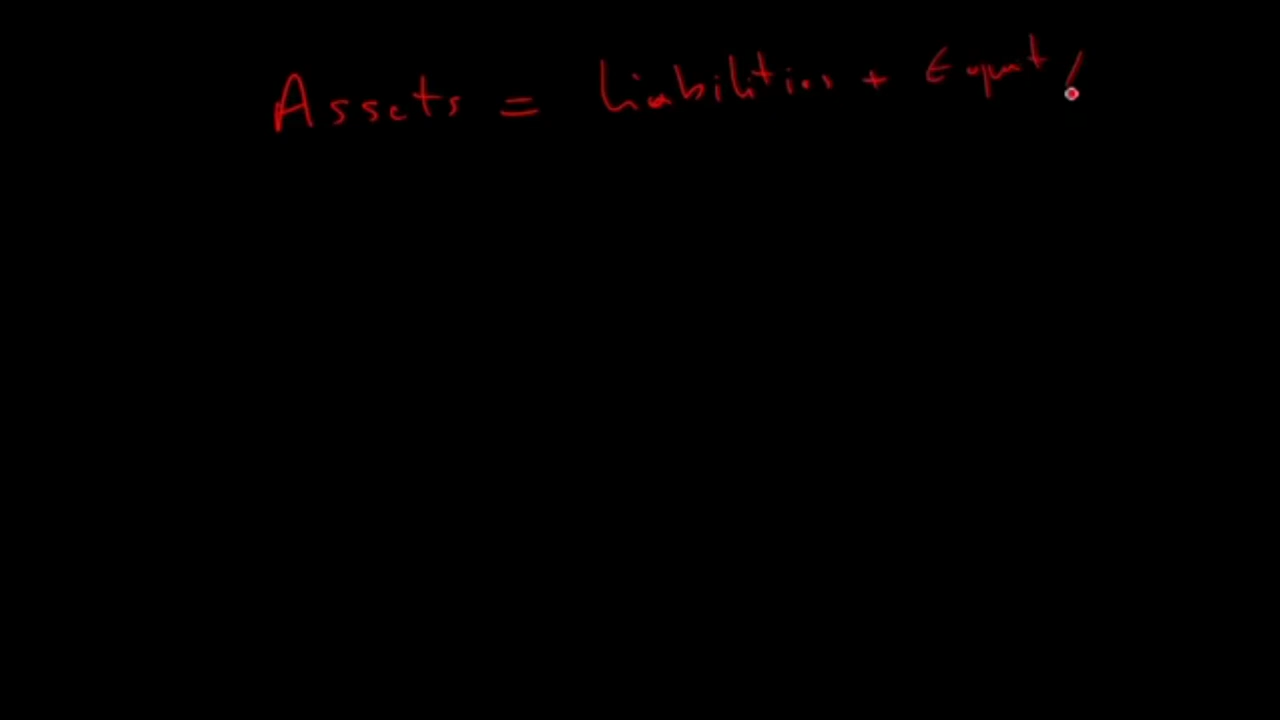 Assets = Liabilities + Equity